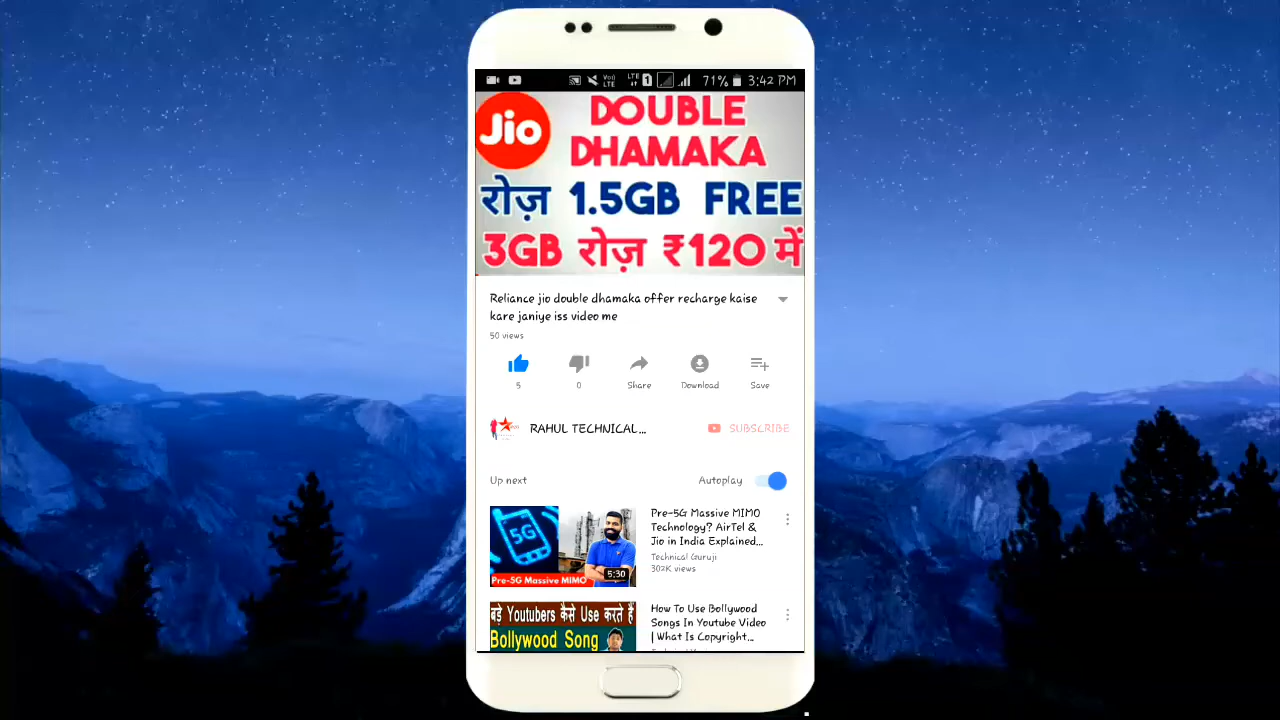 VoLTE LTE 1 71% 3:42 PM
Jio
DOUBLE
DHAMAKA
रोज़ 1.5GB FREE
3GB रोज़ ₹120 में
Reliance jio double dhamaka offer recharge kaise
kare janiye iss video me
50 views
5 0 Share Download Save
RAHUL TECHNICAL... SUBSCRIBE
Up next Autoplay
5G
5:30
Pre-5G Massive MIMO
Pre-5G Massive MIMO
Technology? AirTel &
Jio in India Explained...
Technical Guruji
302K views
बड़े Youtubers कैसे Use करते हैं
Bollywood Song
How To Use Bollywood
Songs In Youtube Video
| What Is Copyright...